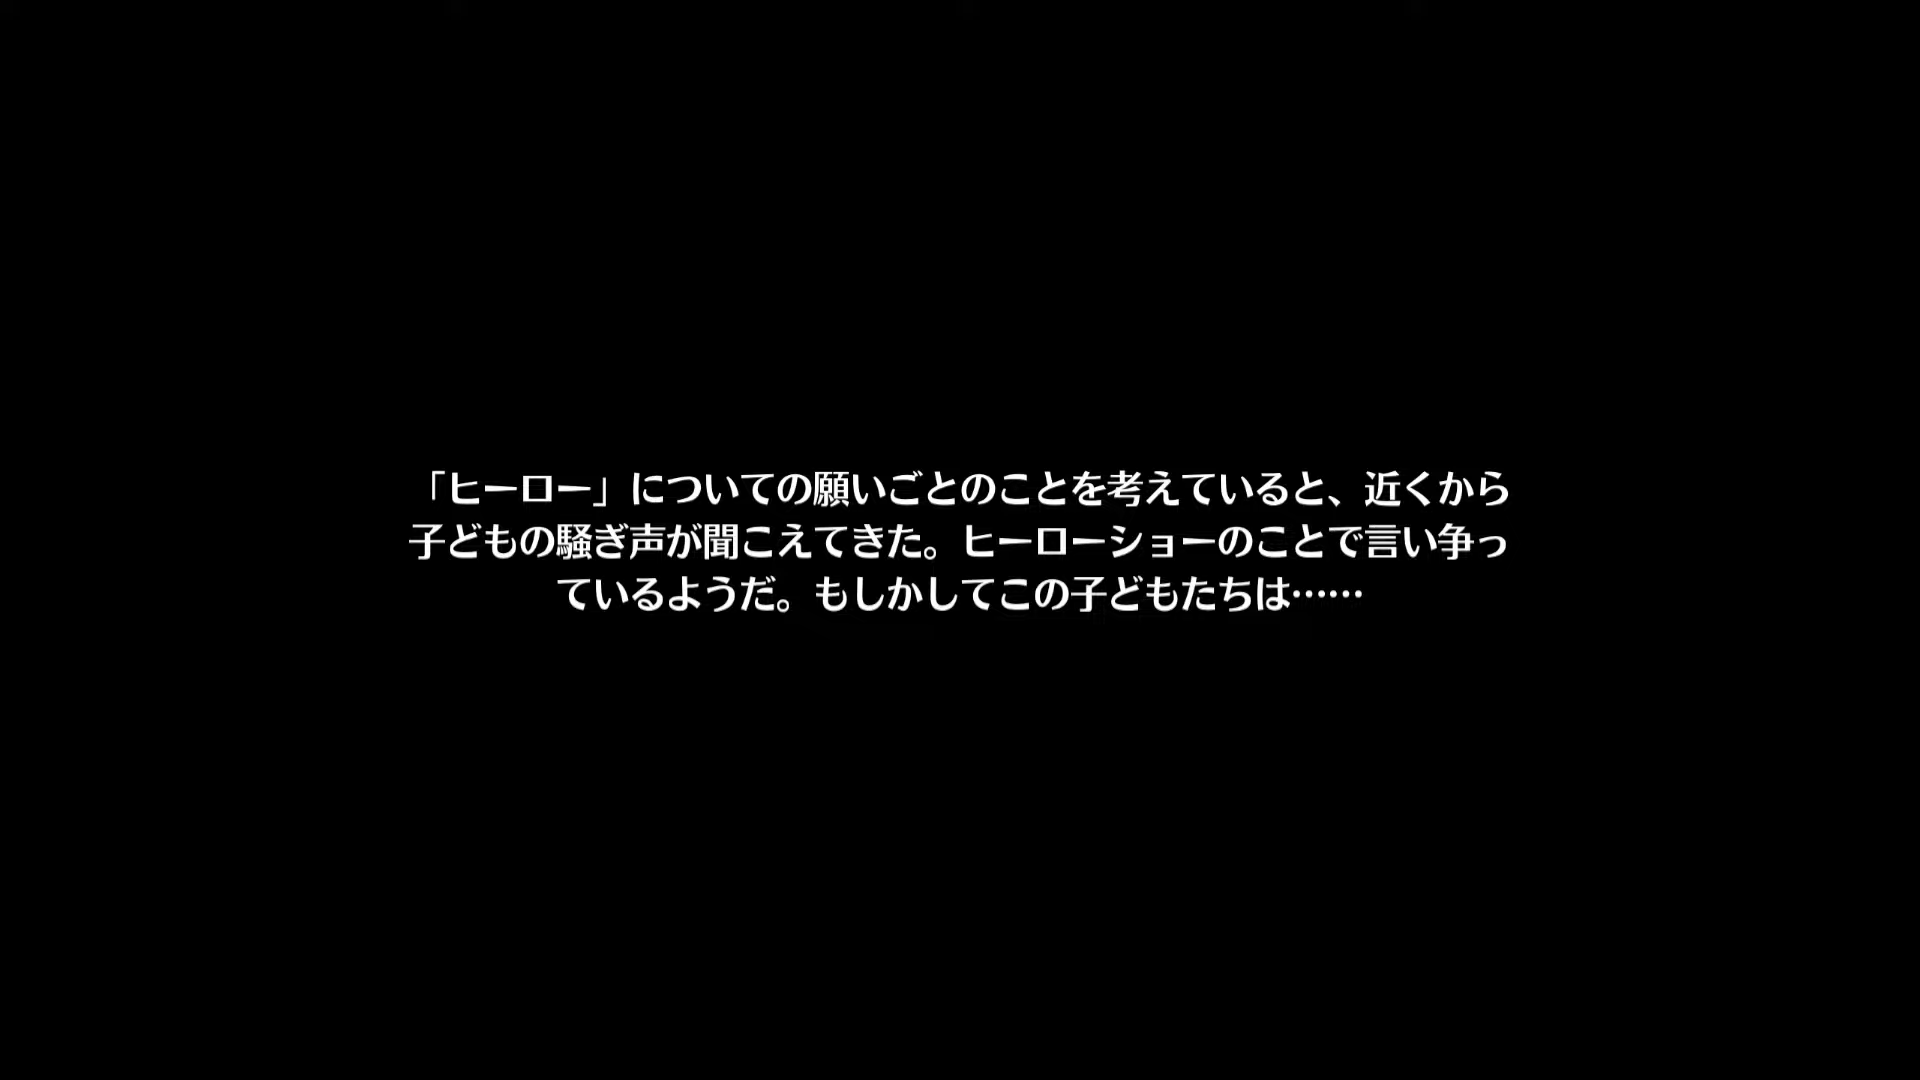 「ヒーロー」についての願いごとのことを考えていると、近くから
子どもの騒ぎ声が聞こえてきた。ヒーローショーのことで言い争っ
ているようだ。もしかしてこの子どもたちは……